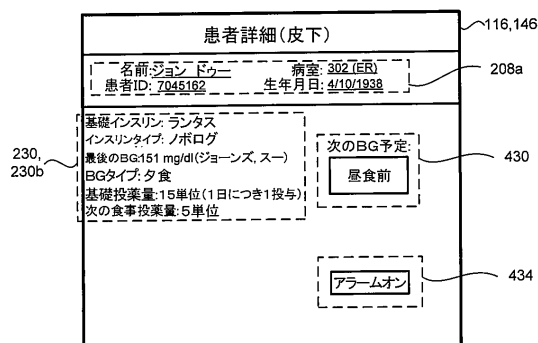 患者詳細(皮下)
116,146
名前:ジョン ドゥー 病室: 302 (ER)
患者ID: 7045162 生年月日: 4/10/1938
208a
基礎インスリン: ランタス
インスリンタイプ: ノボログ
最後のBG:151 mg/dl(ジョーンズ, スー)
BGタイプ: 夕食
基礎投薬量:15単位(1日につき1投与)
次の食事投薬量:5単位
230,
230b
次のBG予定:
昼食前
430
アラームオン
434